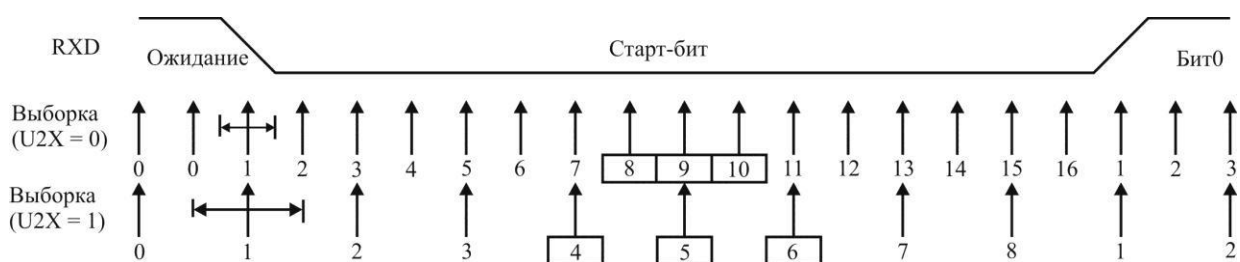 RXD Ожидание Старт-бит Бит0
Выборка
(U2X = 0)
0 0 1 2 3 4 5 6 7 8 9 10 11 12 13 14 15 16 1 2 3
Выборка
(U2X = 1)
0 1 2 3 4 5 6 7 8 1 2